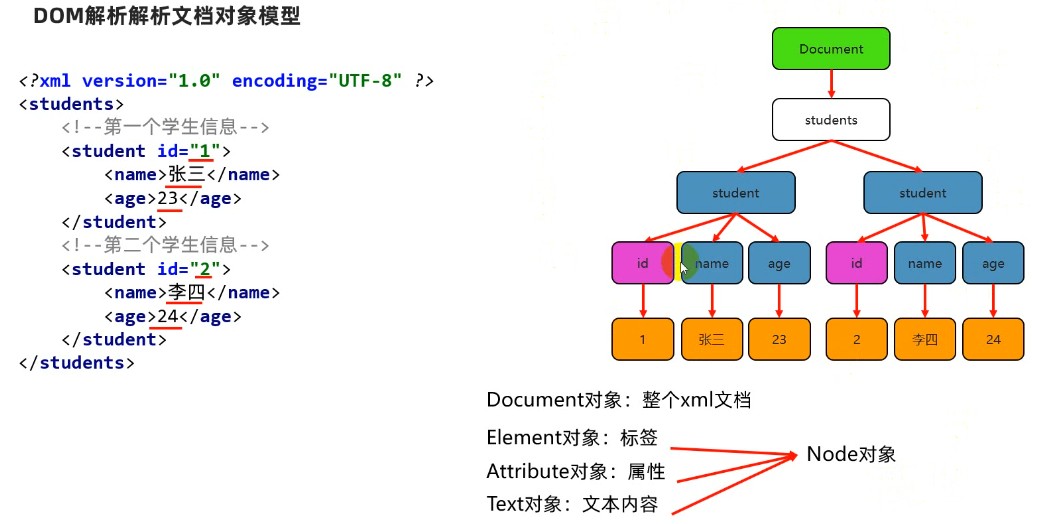 DOM解析解析文档对象模型
<?xml version="1.0" encoding="UTF-8" ?>
<students>
<!--第一个学生信息-->
<student id="1">
<name>张三</name>
<age>23</age>
</student>
<!--第二个学生信息-->
<student id="2">
<name>李四</name>
<age>24</age>
</student>
</students>
Document
students
student student
id name age id name age
1 张三 23 2 李四 24
Document对象：整个xml文档
Element对象：标签
Attribute对象：属性
Text对象：文本内容
Node对象